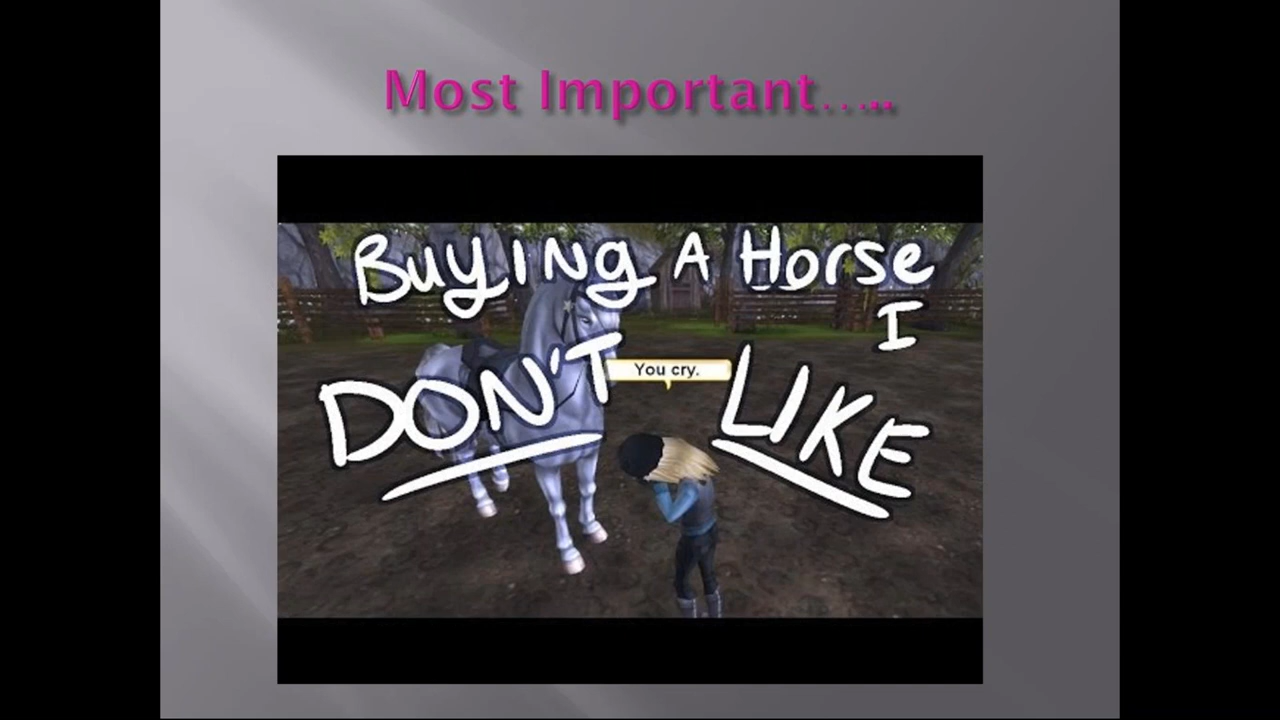 Most Important.....
Buying A Horse
I
DON'T LIKE
You cry.